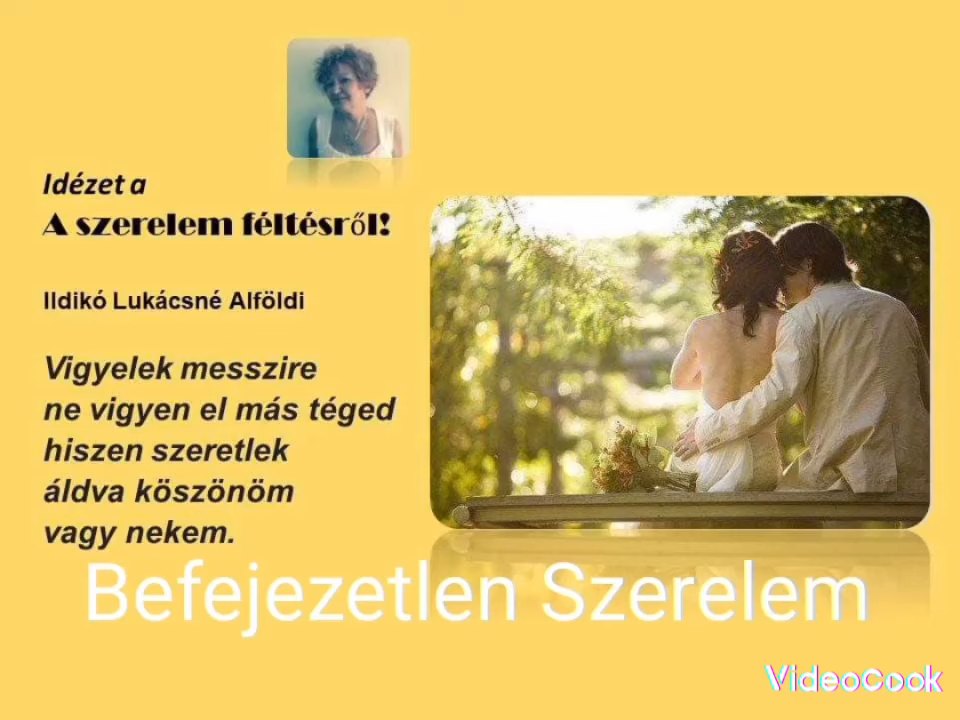 Idézet a
A szerelem féltésről!
Ildikó Lukácsné Alföldi
Vigyelek messzire
ne vigyen el más téged
hiszen szeretlek
áldva köszönöm
vagy nekem.
Befejezetlen Szerelem
VideoCook